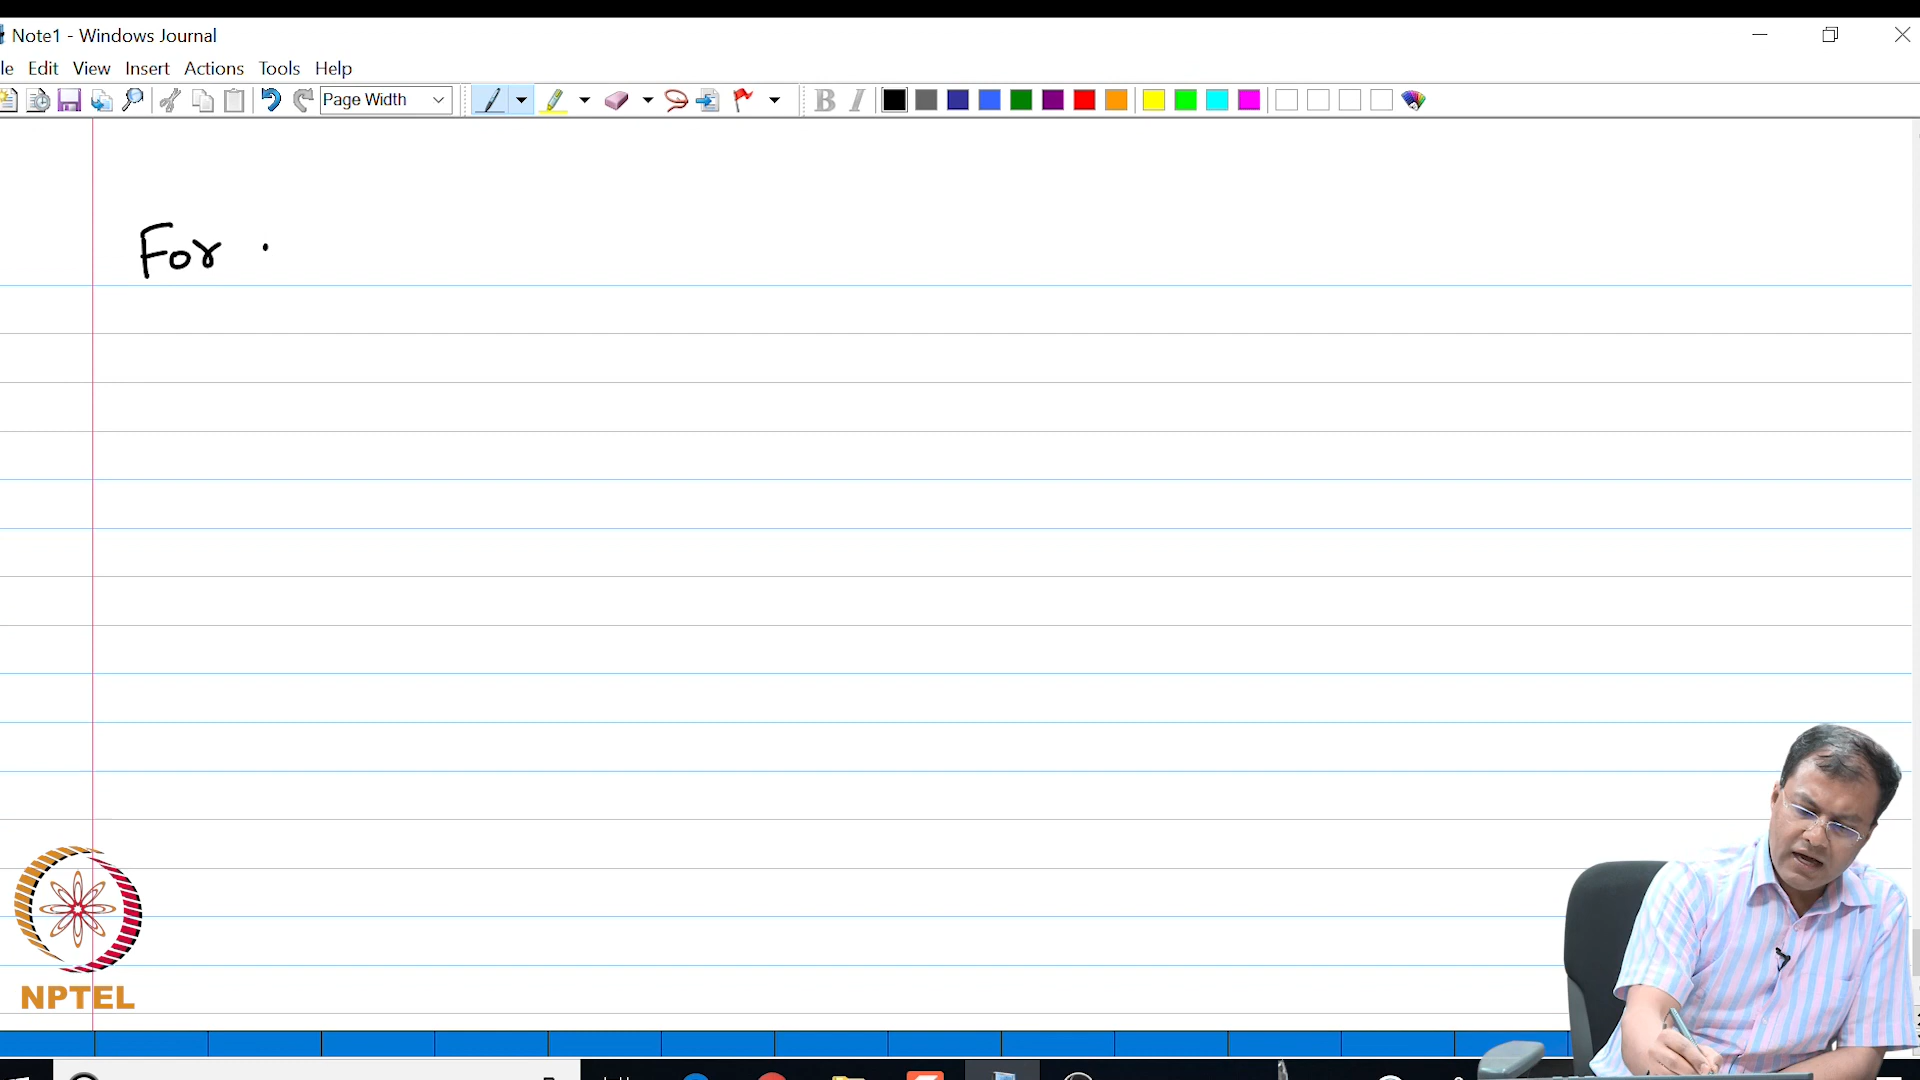 Note1 - Windows Journal
le Edit View Insert Actions Tools Help
Page Width
B I
For .
NPTEL